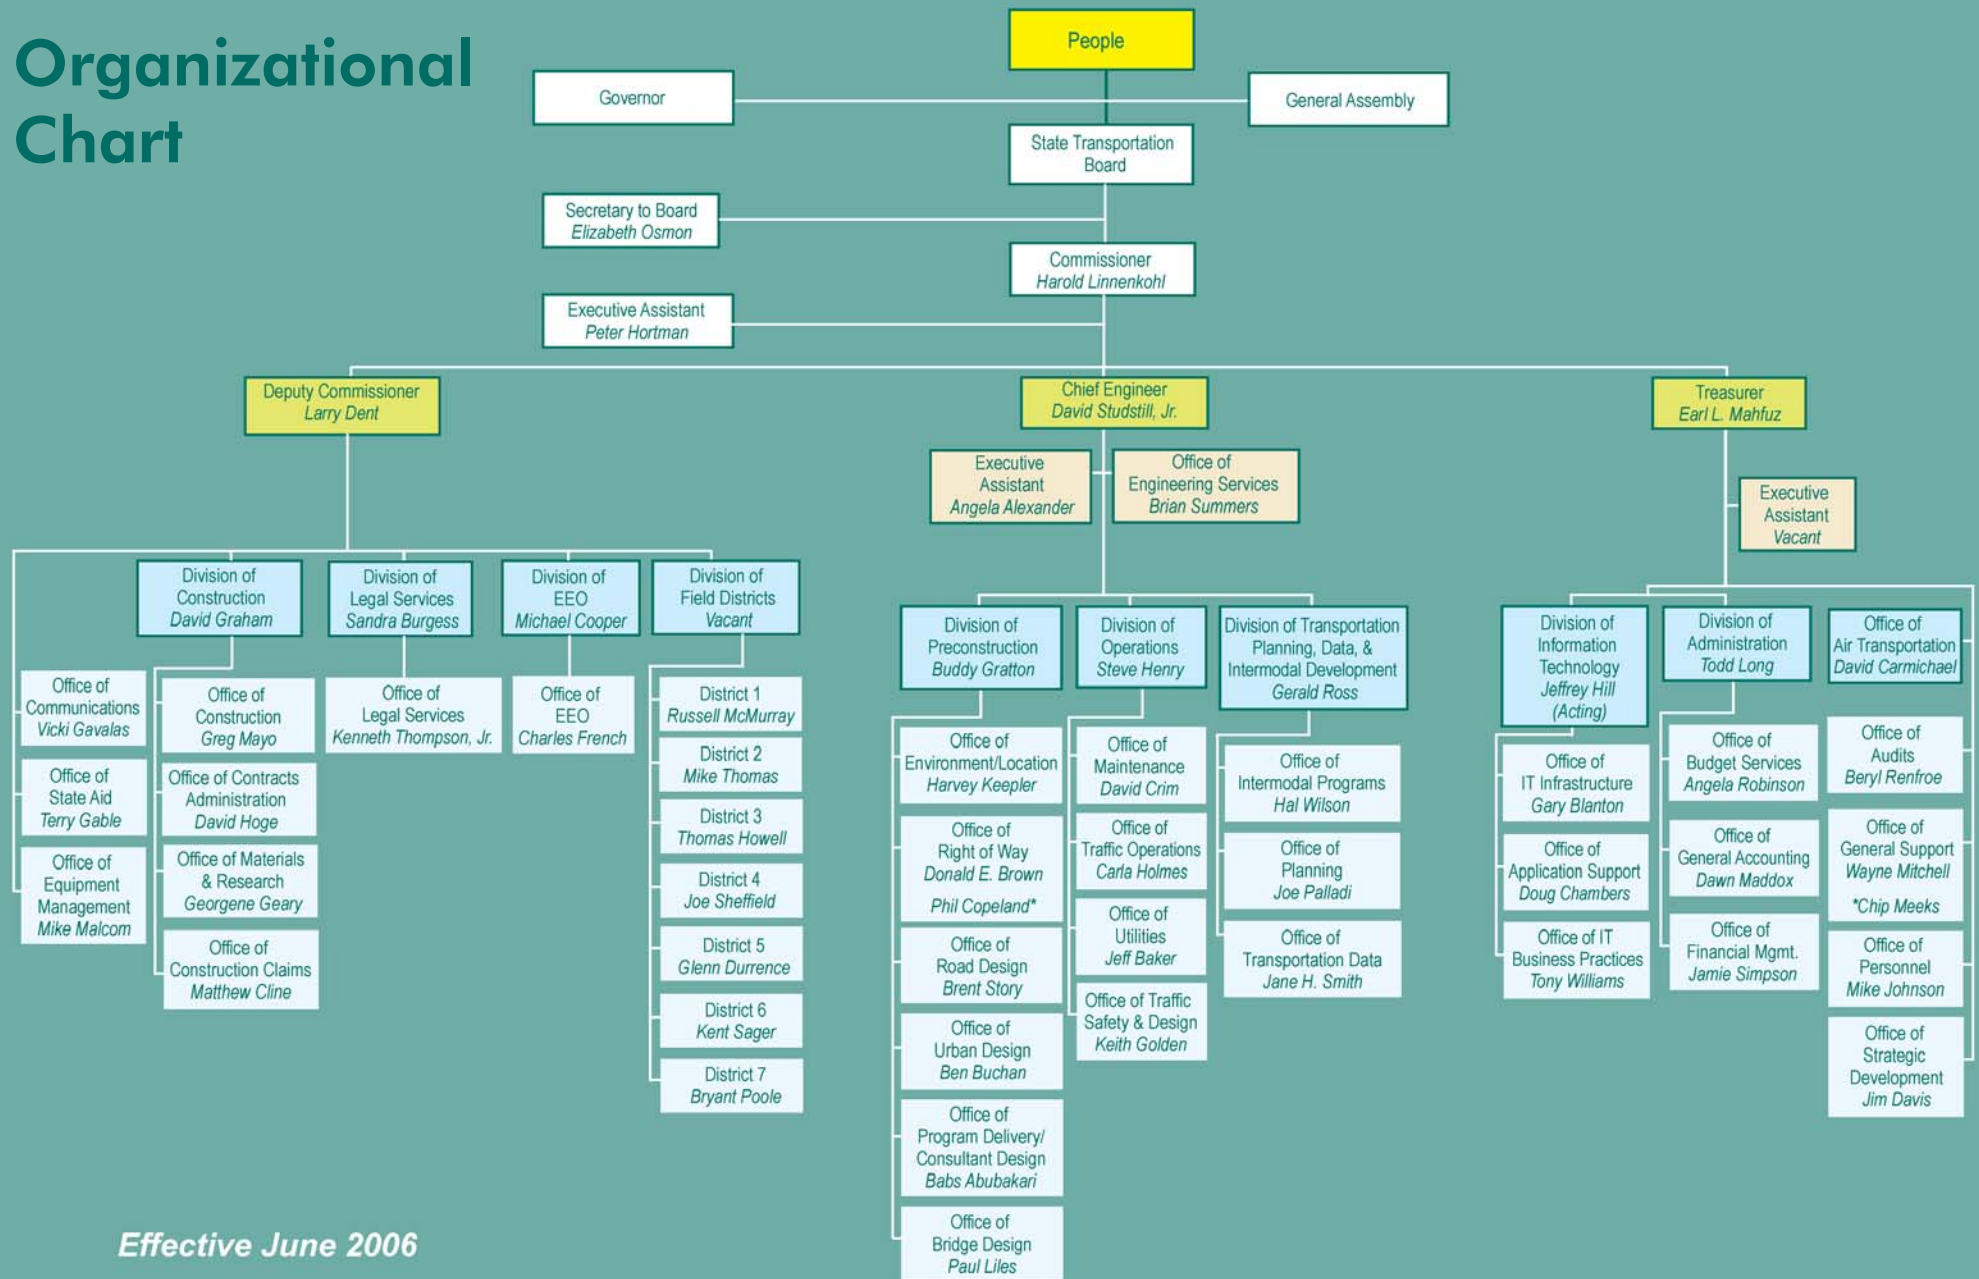 Organizational
Chart
People
Governor
General Assembly
State Transportation
Board
Secretary to Board
Elizabeth Osmon
Commissioner
Harold Linnenkohl
Executive Assistant
Peter Hortman
Deputy Commissioner
Larry Dent
Chief Engineer
David Studstill, Jr.
Treasurer
Earl L. Mahfuz
Executive
Assistant
Angela Alexander
Office of
Engineering Services
Brian Summers
Executive
Assistant
Vacant
Division of
Construction
David Graham
Division of
Legal Services
Sandra Burgess
Division of
EEO
Michael Cooper
Division of
Field Districts
Vacant
Office of
Communications
Vicki Gavalas
Office of
State Aid
Terry Gable
Office of
Equipment
Management
Mike Malcom
Office of
Construction
Greg Mayo
Office of Contracts
Administration
David Hoge
Office of Materials
& Research
Georgene Geary
Office of
Construction Claims
Matthew Cline
Office of
Legal Services
Kenneth Thompson, Jr.
Office of
EEO
Charles French
District 1
Russell McMurray
District 2
Mike Thomas
District 3
Thomas Howell
District 4
Joe Sheffield
District 5
Glenn Durrence
District 6
Kent Sager
District 7
Bryant Poole
Division of
Preconstruction
Buddy Gratton
Division of
Operations
Steve Henry
Division of Transportation
Planning, Data, &
Intermodal Development
Gerald Ross
Office of
Environment/Location
Harvey Keepler
Office of
Right of Way
Donald E. Brown
Phil Copeland*
Office of
Road Design
Brent Story
Office of
Urban Design
Ben Buchan
Office of
Program Delivery/
Consultant Design
Babs Abubakari
Office of
Bridge Design
Paul Liles
Office of
Maintenance
David Crim
Office of
Traffic Operations
Carla Holmes
Office of
Utilities
Jeff Baker
Office of Traffic
Safety & Design
Keith Golden
Office of
Intermodal Programs
Hal Wilson
Office of
Planning
Joe Palladi
Office of
Transportation Data
Jane H. Smith
Division of
Information
Technology
Jeffrey Hill
(Acting)
Division of
Administration
Todd Long
Office of
Air Transportation
David Carmichael
Office of
IT Infrastructure
Gary Blanton
Office of
Application Support
Doug Chambers
Office of IT
Business Practices
Tony Williams
Office of
Budget Services
Angela Robinson
Office of
General Accounting
Dawn Maddox
Office of
Financial Mgmt.
Jamie Simpson
Office of
Audits
Beryl Renfroe
Office of
General Support
Wayne Mitchell
*Chip Meeks
Office of
Personnel
Mike Johnson
Office of
Strategic
Development
Jim Davis
Effective June 2006